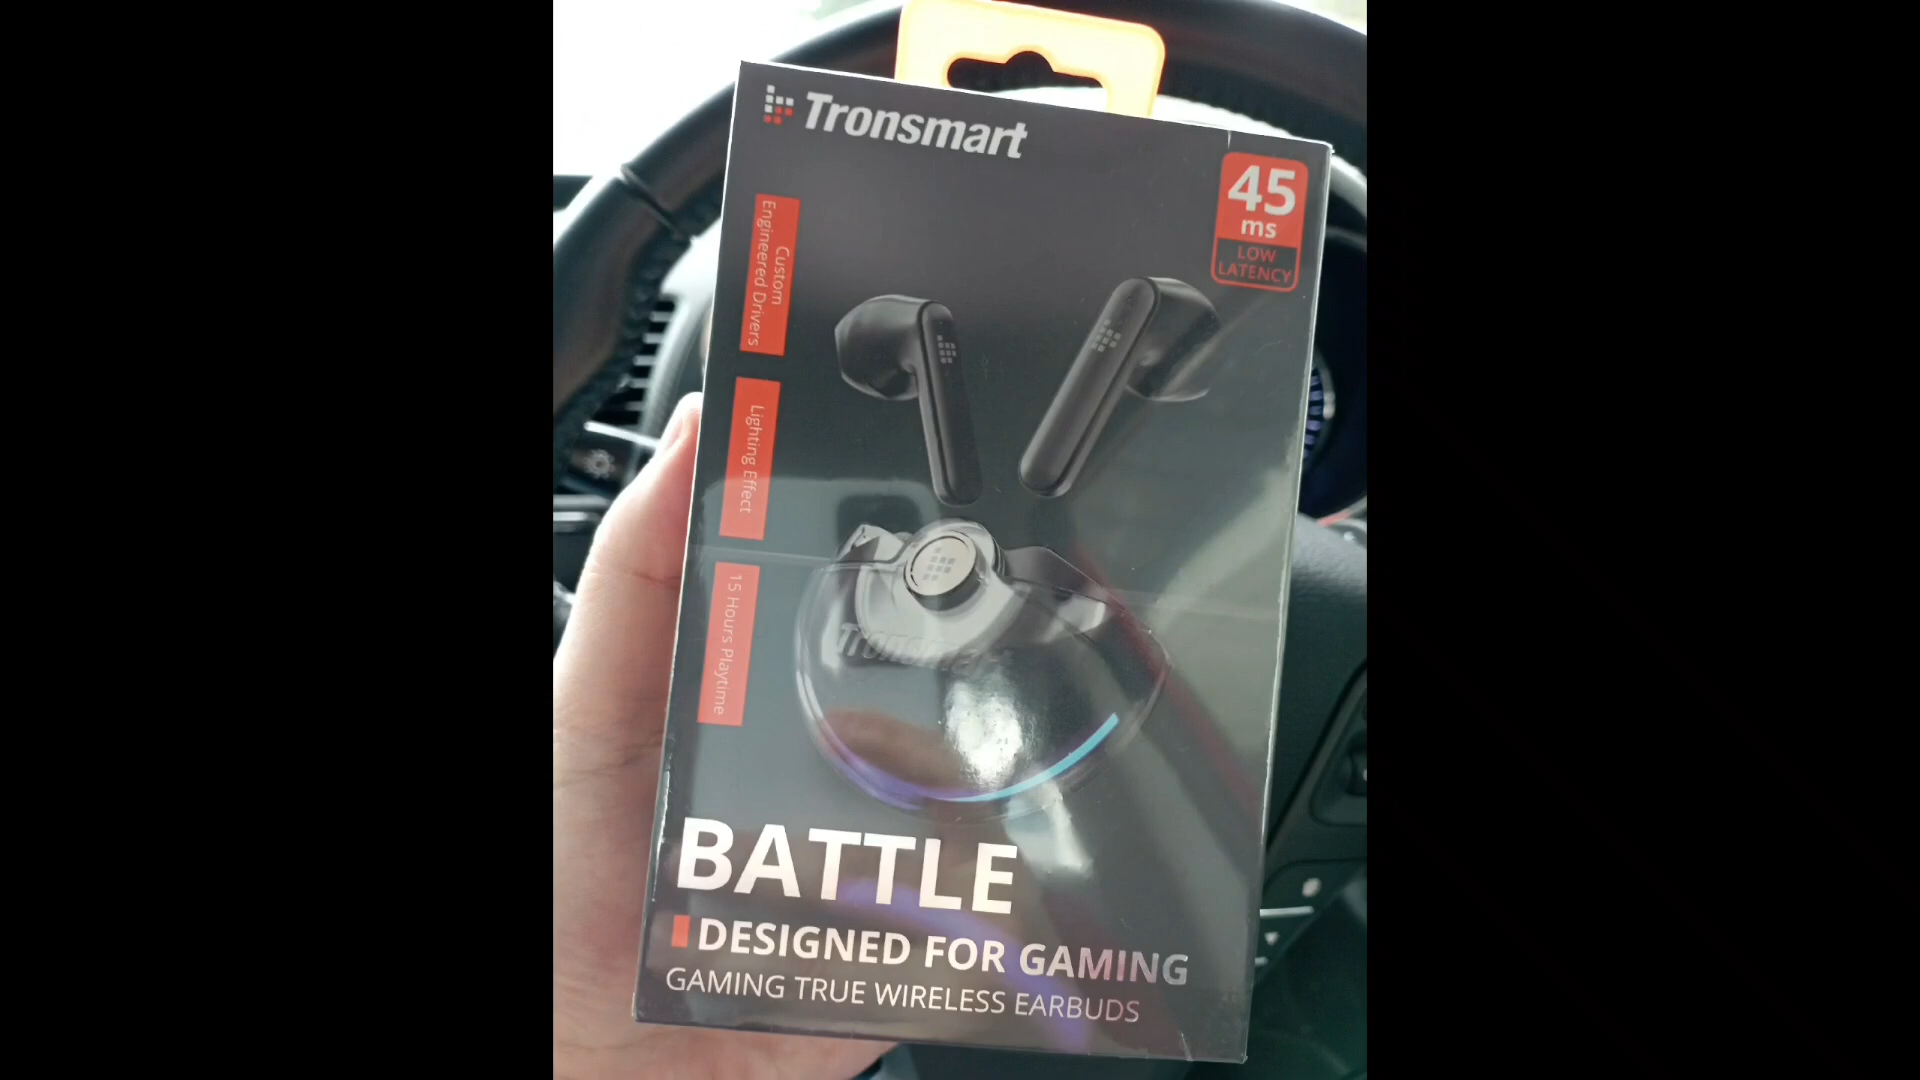 Tronsmart
45
ms
LOW
LATENCY
Custom
Engineered Drivers
Lighting Effect
15 Hours Playtime
Tronsmart
BATTLE
DESIGNED FOR GAMING
GAMING TRUE WIRELESS EARBUDS